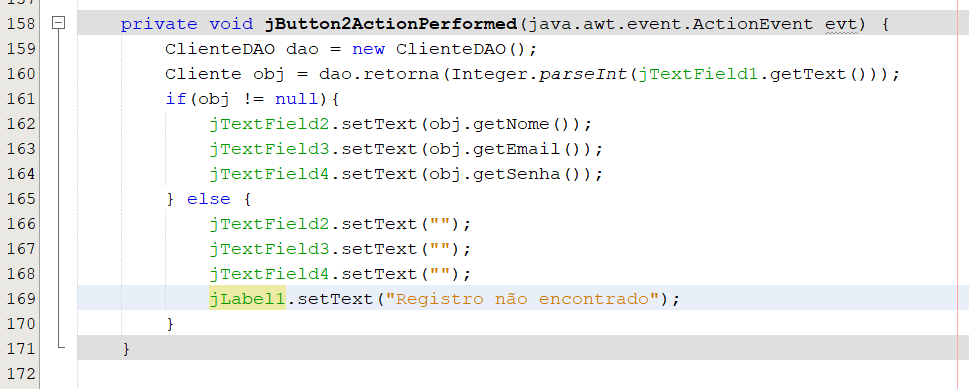 158 private void jButton2ActionPerformed(java.awt.event.ActionEvent evt) {
159 ClienteDAO dao = new ClienteDAO();
160 Cliente obj = dao.retorna(Integer.parseInt(jTextField1.getText()));
161 if(obj != null){
162 jTextField2.setText(obj.getNome());
163 jTextField3.setText(obj.getEmail());
164 jTextField4.setText(obj.getSenha());
165 } else {
166 jTextField2.setText("");
167 jTextField3.setText("");
168 jTextField4.setText("");
169 jLabel1.setText("Registro não encontrado");
170 }
171 }
172